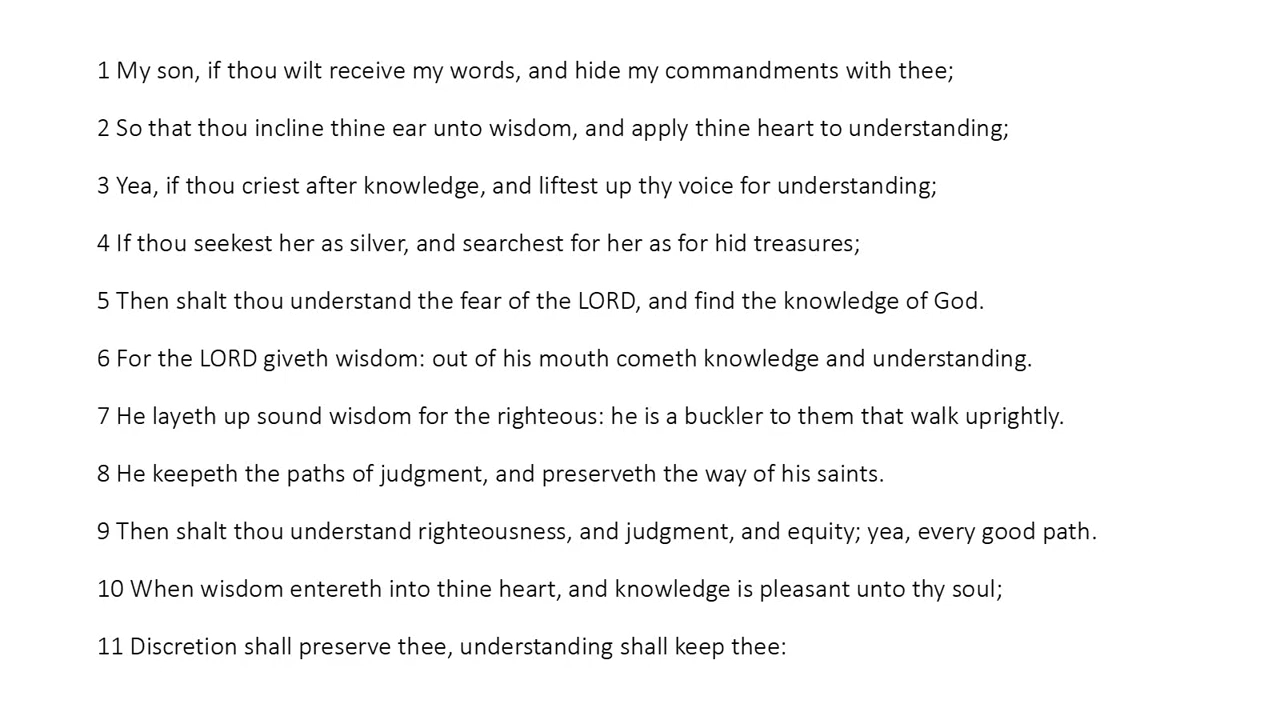 1 My son, if thou wilt receive my words, and hide my commandments with thee;
2 So that thou incline thine ear unto wisdom, and apply thine heart to understanding;
3 Yea, if thou criest after knowledge, and liftest up thy voice for understanding;
4 If thou seekest her as silver, and searchest for her as for hid treasures;
5 Then shalt thou understand the fear of the LORD, and find the knowledge of God.
6 For the LORD giveth wisdom: out of his mouth cometh knowledge and understanding.
7 He layeth up sound wisdom for the righteous: he is a buckler to them that walk uprightly.
8 He keepeth the paths of judgment, and preserveth the way of his saints.
9 Then shalt thou understand righteousness, and judgment, and equity; yea, every good path.
10 When wisdom entereth into thine heart, and knowledge is pleasant unto thy soul;
11 Discretion shall preserve thee, understanding shall keep thee: